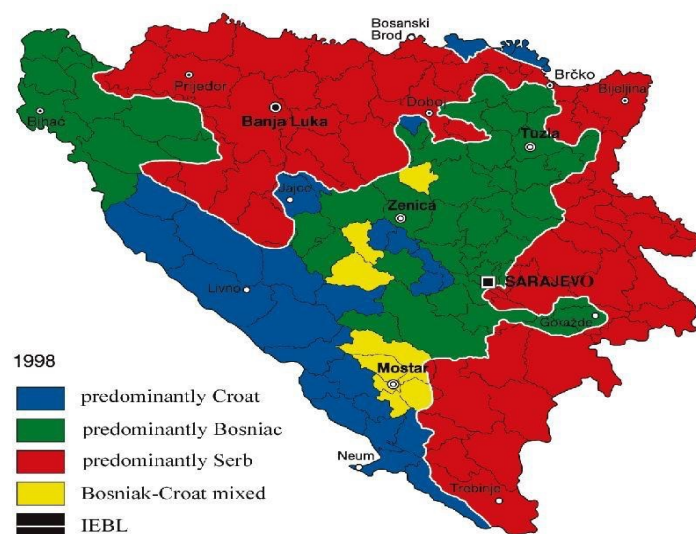 Bosanski
Brod
Brčko
Prijedor
Bijeljina
Doboj
Banja Luka
Bihać
Tuzla
Jajce
Zenica
SARAJEVO
Livno
Goražde
1998
Mostar
predominantly Croat
predominantly Bosniac
predominantly Serb
Neum
Bosniak-Croat mixed
Trebinje
IEBL